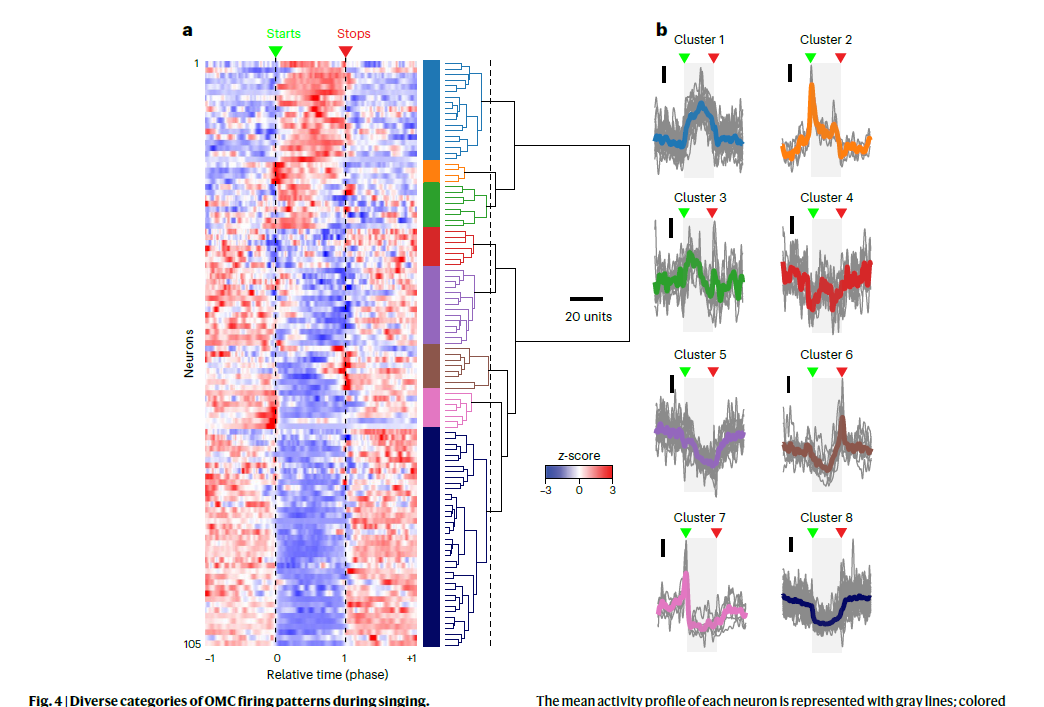 a
Starts
Stops
1
Neurons
105
−1
0
1
+1
Relative time (phase)
20 units
z-score
−3
0
3
b
Cluster 1
Cluster 2
Cluster 3
Cluster 4
Cluster 5
Cluster 6
Cluster 7
Cluster 8
Fig. 4 | Diverse categories of OMC firing patterns during singing.
The mean activity profile of each neuron is represented with gray lines; colored